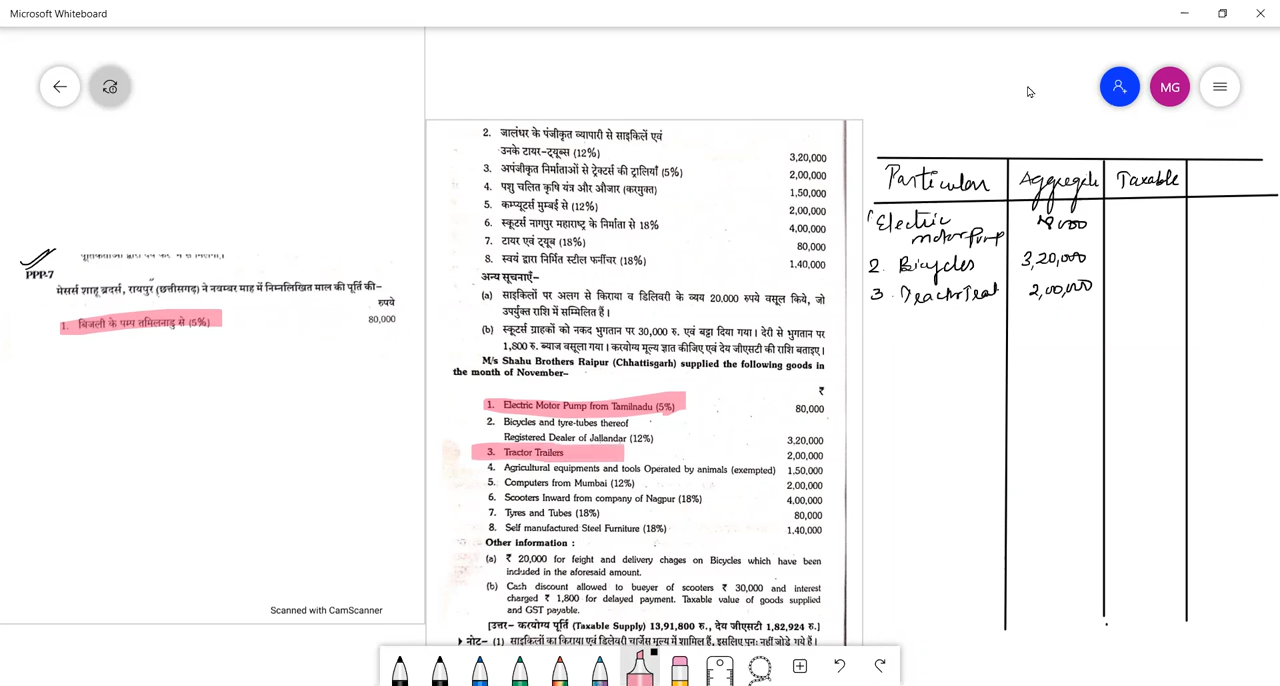 Microsoft Whiteboard
MG
PPP-7
मेसर्स शाहू ब्रदर्स, रायपुर (छत्तीसगढ़) ने नवम्बर माह में निम्नलिखित माल की पूर्ति की-
रुपये
1. बिजली के पम्प तमिलनाडु से (5%) 80,000
Scanned with CamScanner
2. जालंधर के पंजीकृत व्यापारी से साइकिलें एवं
उनके टायर-ट्यूब्स (12%) 3,20,000
3. अपंजीकृत निर्माताओं से ट्रेक्टर्स की ट्रालियाँ (5%) 2,00,000
4. पशु चलित कृषि यंत्र और औजार (करमुक्त) 1,50,000
5. कम्प्यूटर्स मुम्बई से (12%) 2,00,000
6. स्कूटर्स नागपुर महाराष्ट्र के निर्माता से 18% 4,00,000
7. टायर एवं ट्यूब (18%) 80,000
8. स्वयं द्वारा निर्मित स्टील फर्नीचर (18%) 1,40,000
अन्य सूचनाएँ-
(a) साइकिलों पर अलग से किराया व डिलिवरी के व्यय 20.000 रुपये वसूल किये, जो
उपर्युक्त राशि में सम्मिलित हैं।
(b) स्कूटर्स ग्राहकों को नकद भुगतान पर 30,000 रु. एवं बट्टा दिया गया। देरी से भुगतान पर
1,800 रु. ब्याज वसूला गया। करयोग्य मूल्य ज्ञात कीजिए एवं देय जीएसटी की राशि बताइए।
M/s Shahu Brothers Raipur (Chhattisgarh) supplied the following goods in
the month of November-
₹
1. Electric Motor Pump from Tamilnadu (5%) 80,000
2. Bicycles and tyre-tubes thereof
Registered Dealer of Jallandar (12%) 3,20,000
3. Tractor Trailers 2,00,000
4. Agricultural equipments and tools Operated by animals (exempted) 1,50,000
5. Computers from Mumbai (12%) 2,00,000
6. Scooters Inward from company of Nagpur (18%) 4,00,000
7. Tyres and Tubes (18%) 80,000
8. Self manufactured Steel Furniture (18%) 1,40,000
Other information :
(a) ₹ 20,000 for feight and delivery chages on Bicycles which have been
included in the aforesaid amount.
(b) Cash discount allowed to bueyer of scooters ₹ 30,000 and interest
charged ₹ 1,800 for delayed payment. Taxable value of goods supplied
and GST payable.
[उत्तर- करयोग्य पूर्ति (Taxable Supply) 13,91,800 रु., देय जीएसटी 1,82,924 रु.]
नोट- (1) साइकिलों का किराया एवं डिलेवरी चार्जेस मूल्य में शामिल हैं, इसलिए पुनः नहीं जोड़े गये हैं।
Particulars Aggregate Taxable
1 Electric
motor Pump
2. Bicycles 3,20,000
3 2,00,000